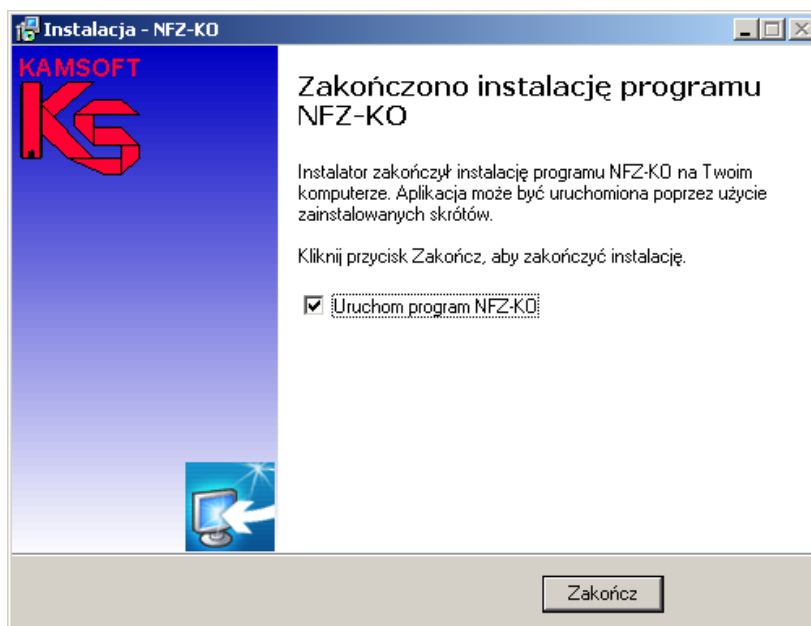 Instalacja - NFZ-KO
KAMSOFT
KS
Zakończono instalację programu
NFZ-KO
Instalator zakończył instalację programu NFZ-KO na Twoim
komputerze. Aplikacja może być uruchomiona poprzez użycie
zainstalowanych skrótów.
Kliknij przycisk Zakończ, aby zakończyć instalację.
Uruchom program NFZ-KO
Zakończ